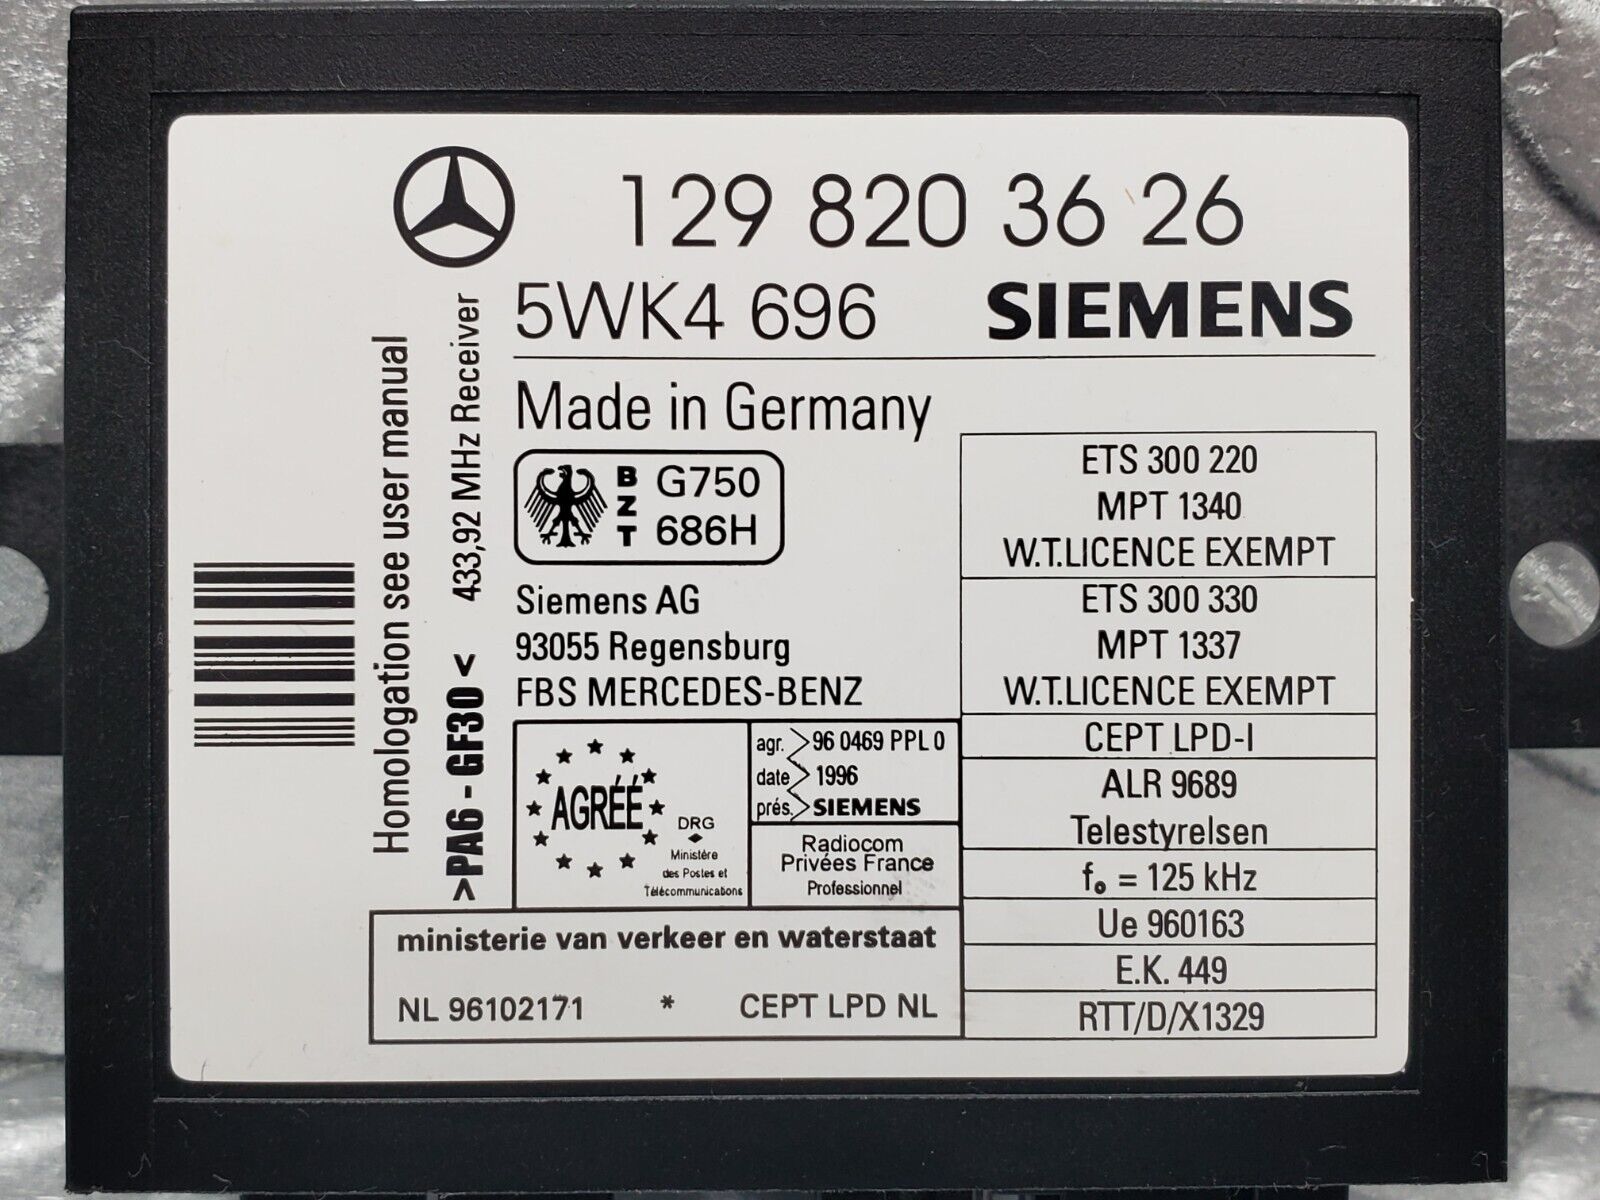 129 820 36 26
5WK4 696 SIEMENS
Homologation see user manual
>PA6-GF30< 433,92 MHz Receiver
Made in Germany
BZT G750
686H
Siemens AG
93055 Regensburg
FBS MERCEDES-BENZ
AGRÉÉ
DRG
Ministère
des Postes et
Télécommunications
agr. 96 0469 PPL 0
date 1996
prés. SIEMENS
Radiocom
Privées France
Professionnel
ministerie van verkeer en waterstaat
NL 96102171 * CEPT LPD NL
ETS 300 220
MPT 1340
W.T.LICENCE EXEMPT
ETS 300 330
MPT 1337
W.T.LICENCE EXEMPT
CEPT LPD-I
ALR 9689
Telestyrelsen
f₀ = 125 kHz
Ue 960163
E.K. 449
RTT/D/X1329